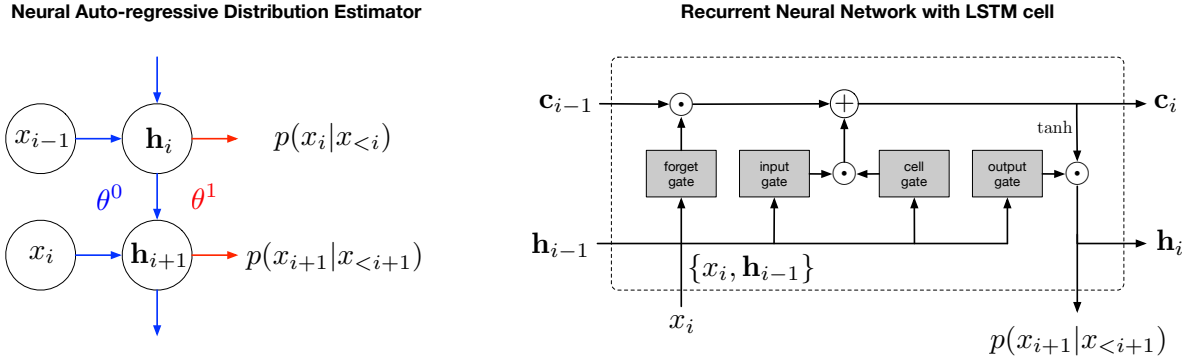 Neural Auto-regressive Distribution Estimator
x_{i-1}
h_i
p(x_i|x_{<i})
θ^0
θ^1
x_i
h_{i+1}
p(x_{i+1}|x_{<i+1})
Recurrent Neural Network with LSTM cell
c_{i-1}
c_i
tanh
forget
gate
input
gate
cell
gate
output
gate
h_{i-1}
h_i
{x_i, h_{i-1}}
x_i
p(x_{i+1}|x_{<i+1})